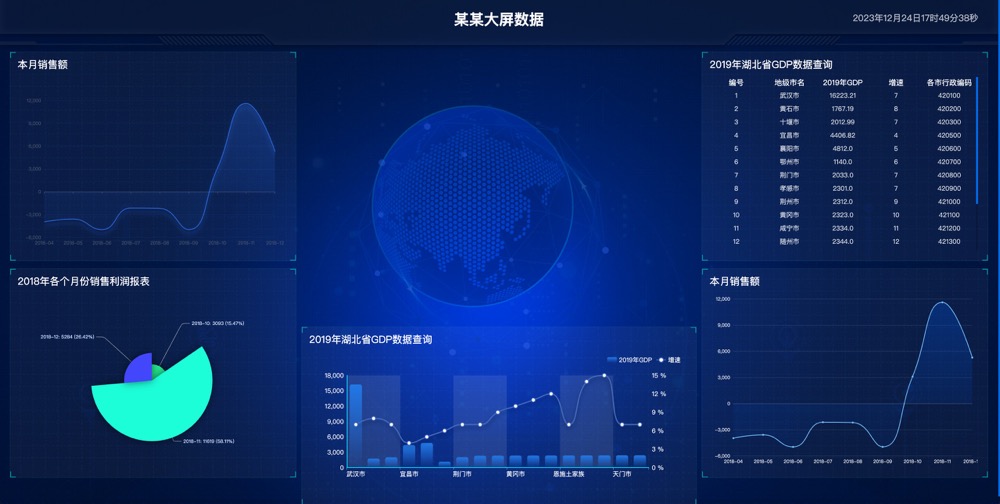 某某大屏数据
2023年12月24日17时49分38秒
本月销售额
12,000
9,000
6,000
3,000
0
-3,000
-6,000
2018-04 2018-05 2018-06 2018-07 2018-08 2018-09 2018-10 2018-11 2018-12
2018年各个月份销售利润报表
2018-10: 3093 (15.47%)
2018-12: 5284 (26.42%)
2018-11: 11619 (58.11%)
2019年湖北省GDP数据查询
2019年GDP 增速
18,000 15 %
15,000 12 %
12,000 9 %
9,000 6 %
6,000 3 %
3,000 0 %
0
武汉市 宜昌市 荆门市 黄冈市 恩施土家族 天门市
2019年湖北省GDP数据查询
编号 地级市名 2019年GDP 增速 各市行政编码
1 武汉市 16223.21 7 420100
2 黄石市 1767.19 8 420200
3 十堰市 2012.99 7 420300
4 宜昌市 4406.82 4 420500
5 襄阳市 4812.0 5 420600
6 鄂州市 1140.0 6 420700
7 荆门市 2033.0 7 420800
8 孝感市 2301.0 7 420900
9 荆州市 2312.0 9 421000
10 黄冈市 2323.0 10 421100
11 咸宁市 2334.0 11 421200
12 随州市 2344.0 12 421300
本月销售额
12,000
9,000
6,000
3,000
0
-3,000
-6,000
2018-04 2018-05 2018-06 2018-07 2018-08 2018-09 2018-10 2018-11 2018-1